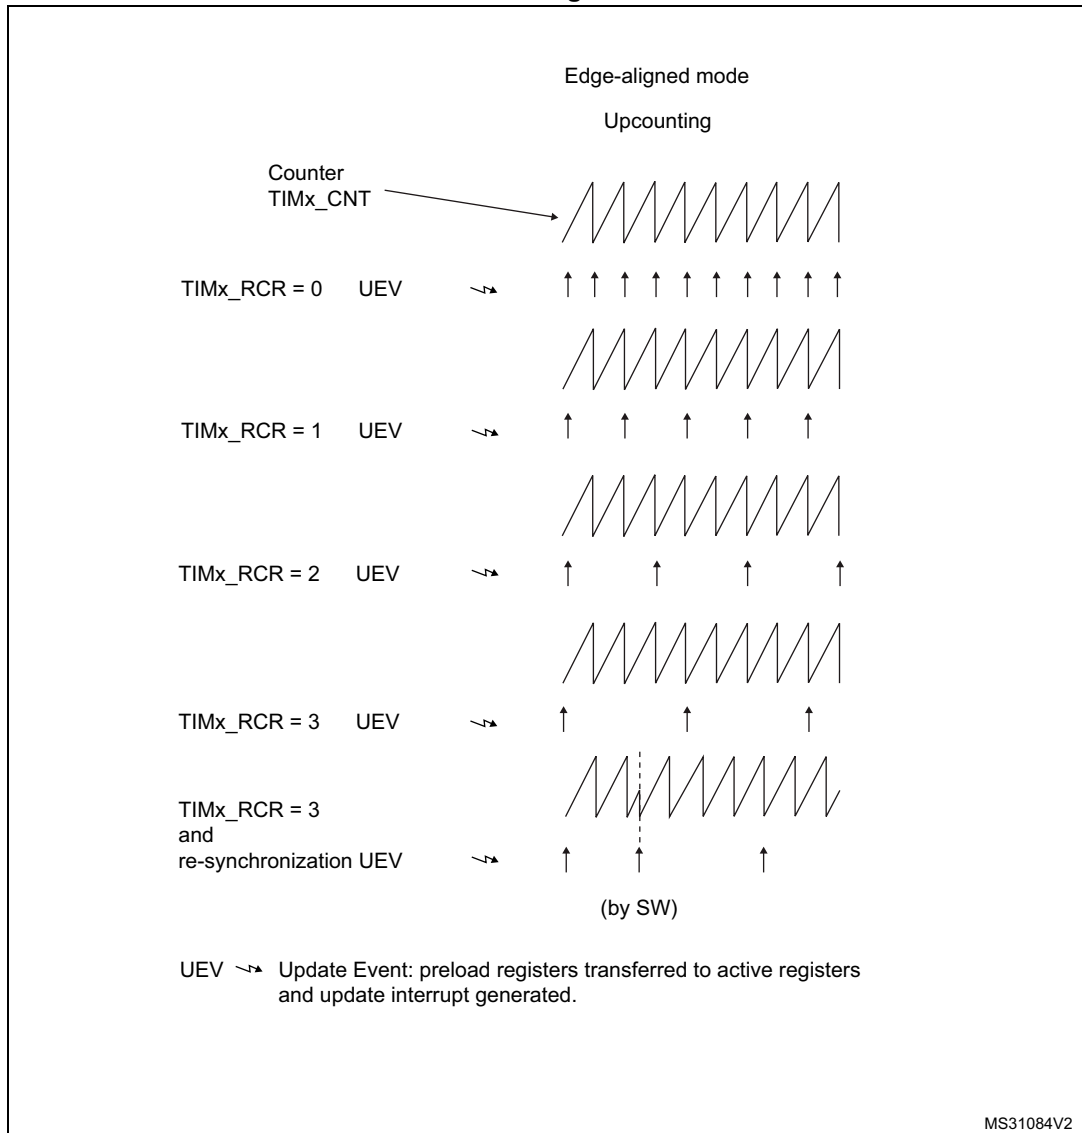 Edge-aligned mode
Upcounting
Counter
TIMx_CNT
TIMx_RCR = 0 UEV
TIMx_RCR = 1 UEV
TIMx_RCR = 2 UEV
TIMx_RCR = 3 UEV
TIMx_RCR = 3
and
re-synchronization UEV
(by SW)
UEV Update Event: preload registers transferred to active registers
and update interrupt generated.
MS31084V2